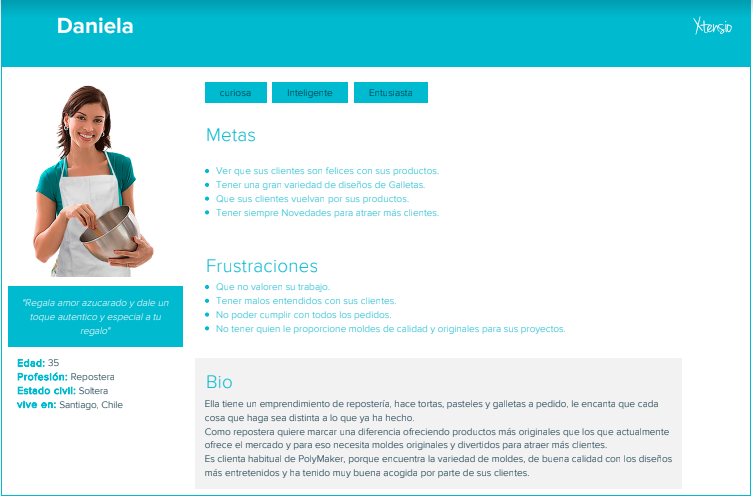 Daniela
Xtensio
curiosa
Inteligente
Entusiasta
Metas
Ver que sus clientes son felices con sus productos.
Tener una gran variedad de diseños de Galletas.
Que sus clientes vuelvan por sus productos.
Tener siempre Novedades para atraer más clientes.
Frustraciones
Que no valoren su trabajo.
Tener malos entendidos con sus clientes.
No poder cumplir con todos los pedidos.
No tener quien le proporcione moldes de calidad y originales para sus proyectos.
"Regala amor azucarado y dale un
toque autentico y especial a tu
regalo"
Edad: 35
Profesión: Repostera
Estado civil: Soltera
vive en: Santiago, Chile
Bio
Ella tiene un emprendimiento de repostería, hace tortas, pasteles y galletas a pedido, le encanta que cada
cosa que haga sea distinta a lo que ya ha hecho.
Como repostera quiere marcar una diferencia ofreciendo productos más originales que los que actualmente
ofrece el mercado y para eso necesita moldes originales y divertidos para atraer más clientes.
Es clienta habitual de PolyMaker, porque encuentra la variedad de moldes, de buena calidad con los diseños
más entretenidos y ha tenido muy buena acogida por parte de sus clientes.